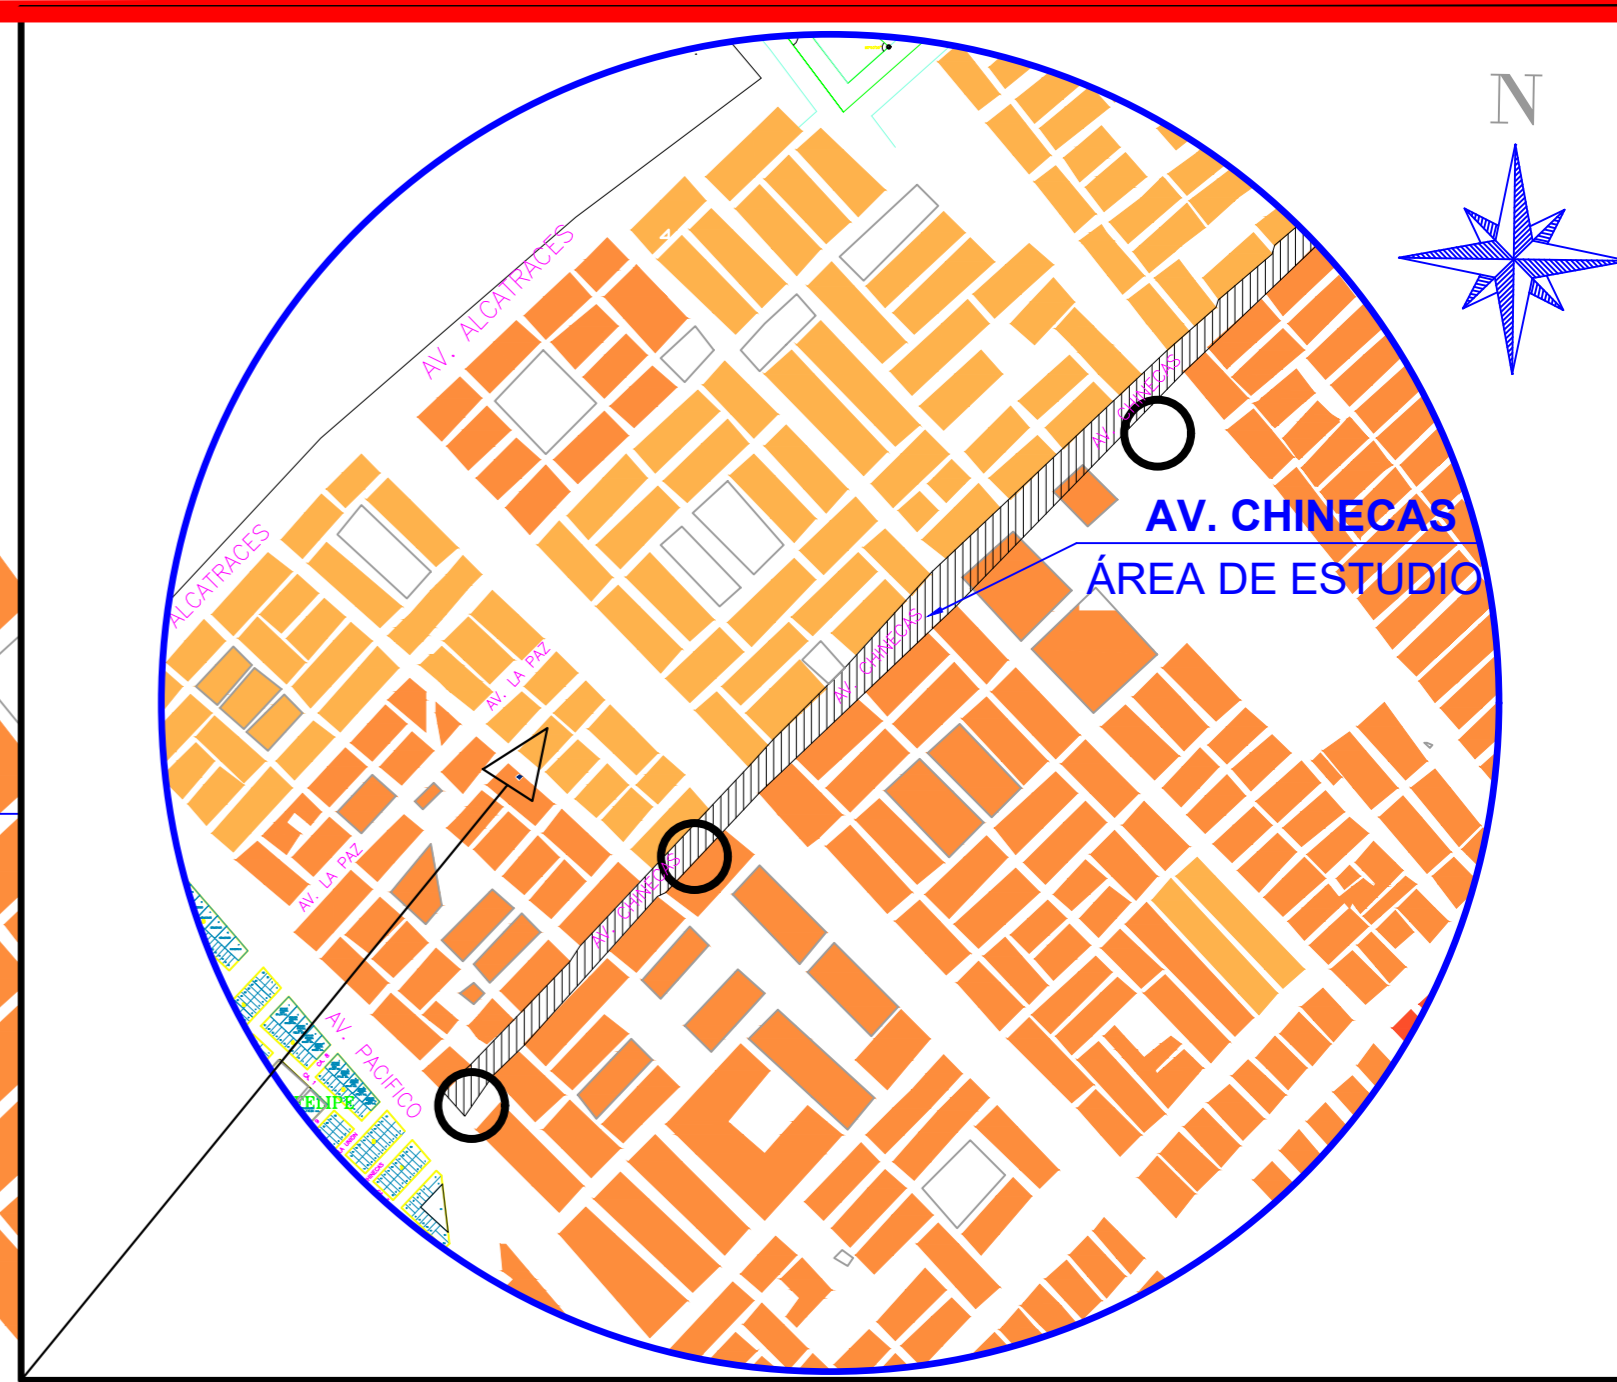 N
AV. ALCATRACES
AV. CHINECAS
AV. CHINECAS
ÁREA DE ESTUDIO
ALCATRACES
AV. CHINECAS
AV. LA PAZ
AV. LA PAZ
AV. CHINECAS
AV. PACIFICO
FELIPE